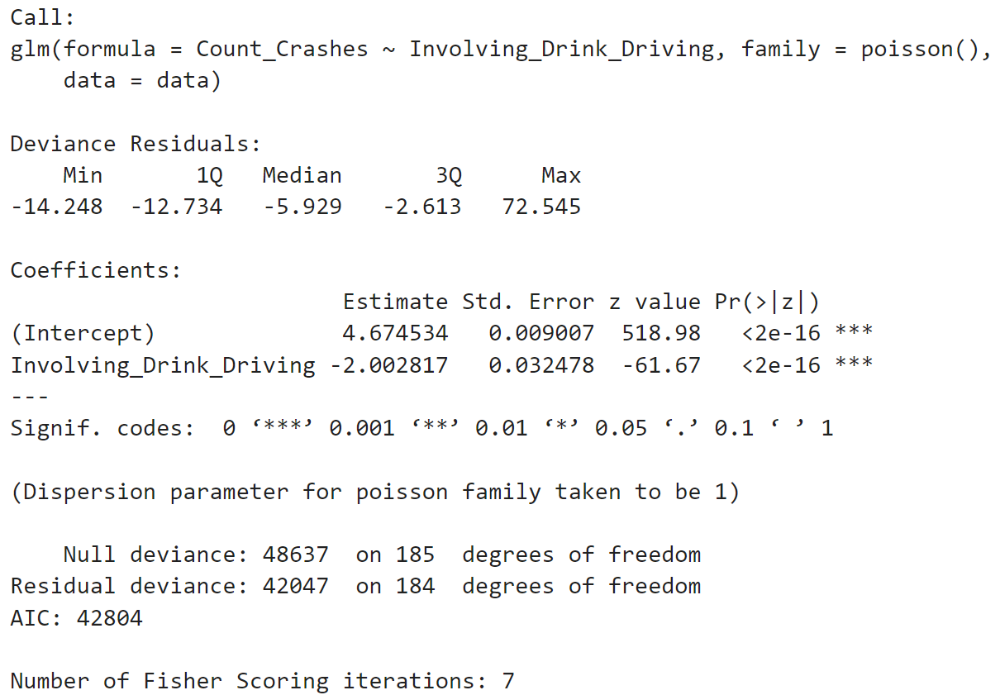 Call:
glm(formula = Count_Crashes ~ Involving_Drink_Driving, family = poisson(),
    data = data)

Deviance Residuals:
    Min       1Q   Median       3Q      Max
-14.248  -12.734   -5.929   -2.613   72.545

Coefficients:
                         Estimate Std. Error z value Pr(>|z|)
(Intercept)              4.674534   0.009007  518.98   <2e-16 ***
Involving_Drink_Driving -2.002817   0.032478  -61.67   <2e-16 ***
---
Signif. codes:  0 ‘***’ 0.001 ‘**’ 0.01 ‘*’ 0.05 ‘.’ 0.1 ‘ ’ 1

(Dispersion parameter for poisson family taken to be 1)

    Null deviance: 48637  on 185  degrees of freedom
Residual deviance: 42047  on 184  degrees of freedom
AIC: 42804

Number of Fisher Scoring iterations: 7